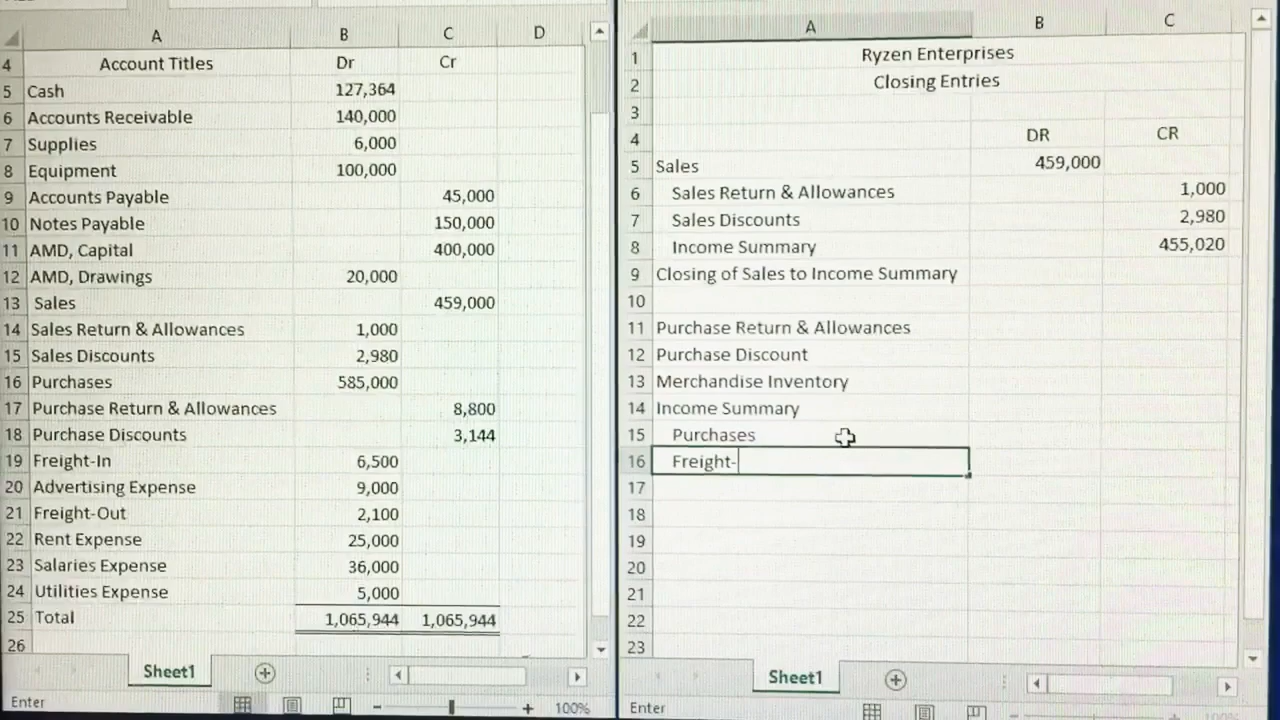 A B C D
4 Account Titles Dr Cr
5 Cash 127,364
6 Accounts Receivable 140,000
7 Supplies 6,000
8 Equipment 100,000
9 Accounts Payable 45,000
10 Notes Payable 150,000
11 AMD, Capital 400,000
12 AMD, Drawings 20,000
13 Sales 459,000
14 Sales Return & Allowances 1,000
15 Sales Discounts 2,980
16 Purchases 585,000
17 Purchase Return & Allowances 8,800
18 Purchase Discounts 3,144
19 Freight-In 6,500
20 Advertising Expense 9,000
21 Freight-Out 2,100
22 Rent Expense 25,000
23 Salaries Expense 36,000
24 Utilities Expense 5,000
25 Total 1,065,944 1,065,944
26
Sheet1
Enter 100%
A B C
1 Ryzen Enterprises
2 Closing Entries
3
4 DR CR
5 Sales 459,000
6 Sales Return & Allowances 1,000
7 Sales Discounts 2,980
8 Income Summary 455,020
9 Closing of Sales to Income Summary
10
11 Purchase Return & Allowances
12 Purchase Discount
13 Merchandise Inventory
14 Income Summary
15 Purchases
16 Freight-
17
18
19
20
21
22
23
Sheet1
Enter